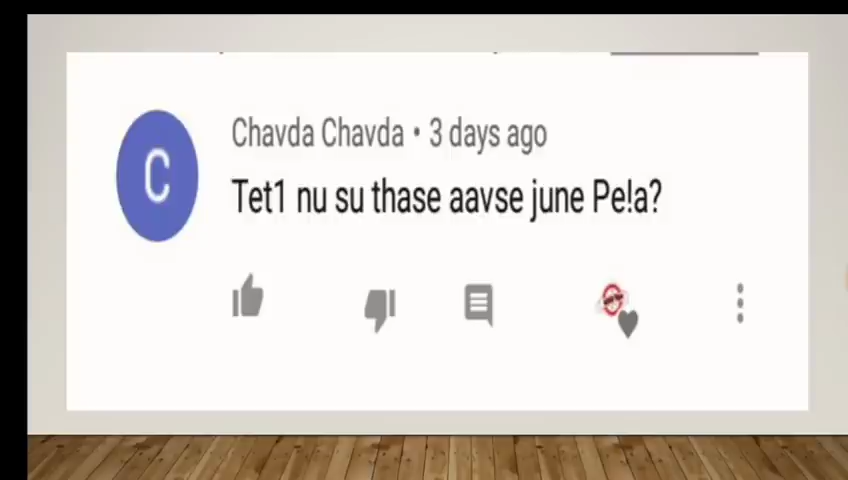 C
Chavda Chavda • 3 days ago
Tet1 nu su thase aavse june Pe!a?